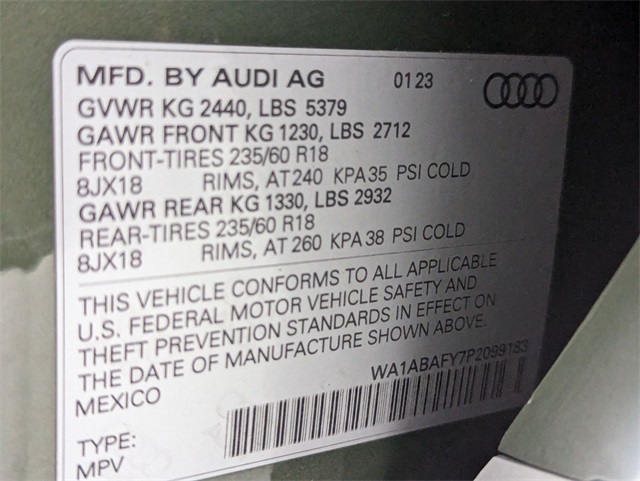 MFD. BY AUDI AG 01 23
GVWR KG 2440, LBS 5379
GAWR FRONT KG 1230, LBS 2712
FRONT-TIRES 235/60 R18
8JX18 RIMS, AT 240 KPA 35 PSI COLD
GAWR REAR KG 1330, LBS 2932
REAR-TIRES 235/60 R18
8JX18 RIMS, AT 260 KPA 38 PSI COLD
THIS VEHICLE CONFORMS TO ALL APPLICABLE
U.S. FEDERAL MOTOR VEHICLE SAFETY AND
THEFT PREVENTION STANDARDS IN EFFECT ON
THE DATE OF MANUFACTURE SHOWN ABOVE.
MEXICO WA1ABAFY7P2099183
TYPE:
MPV